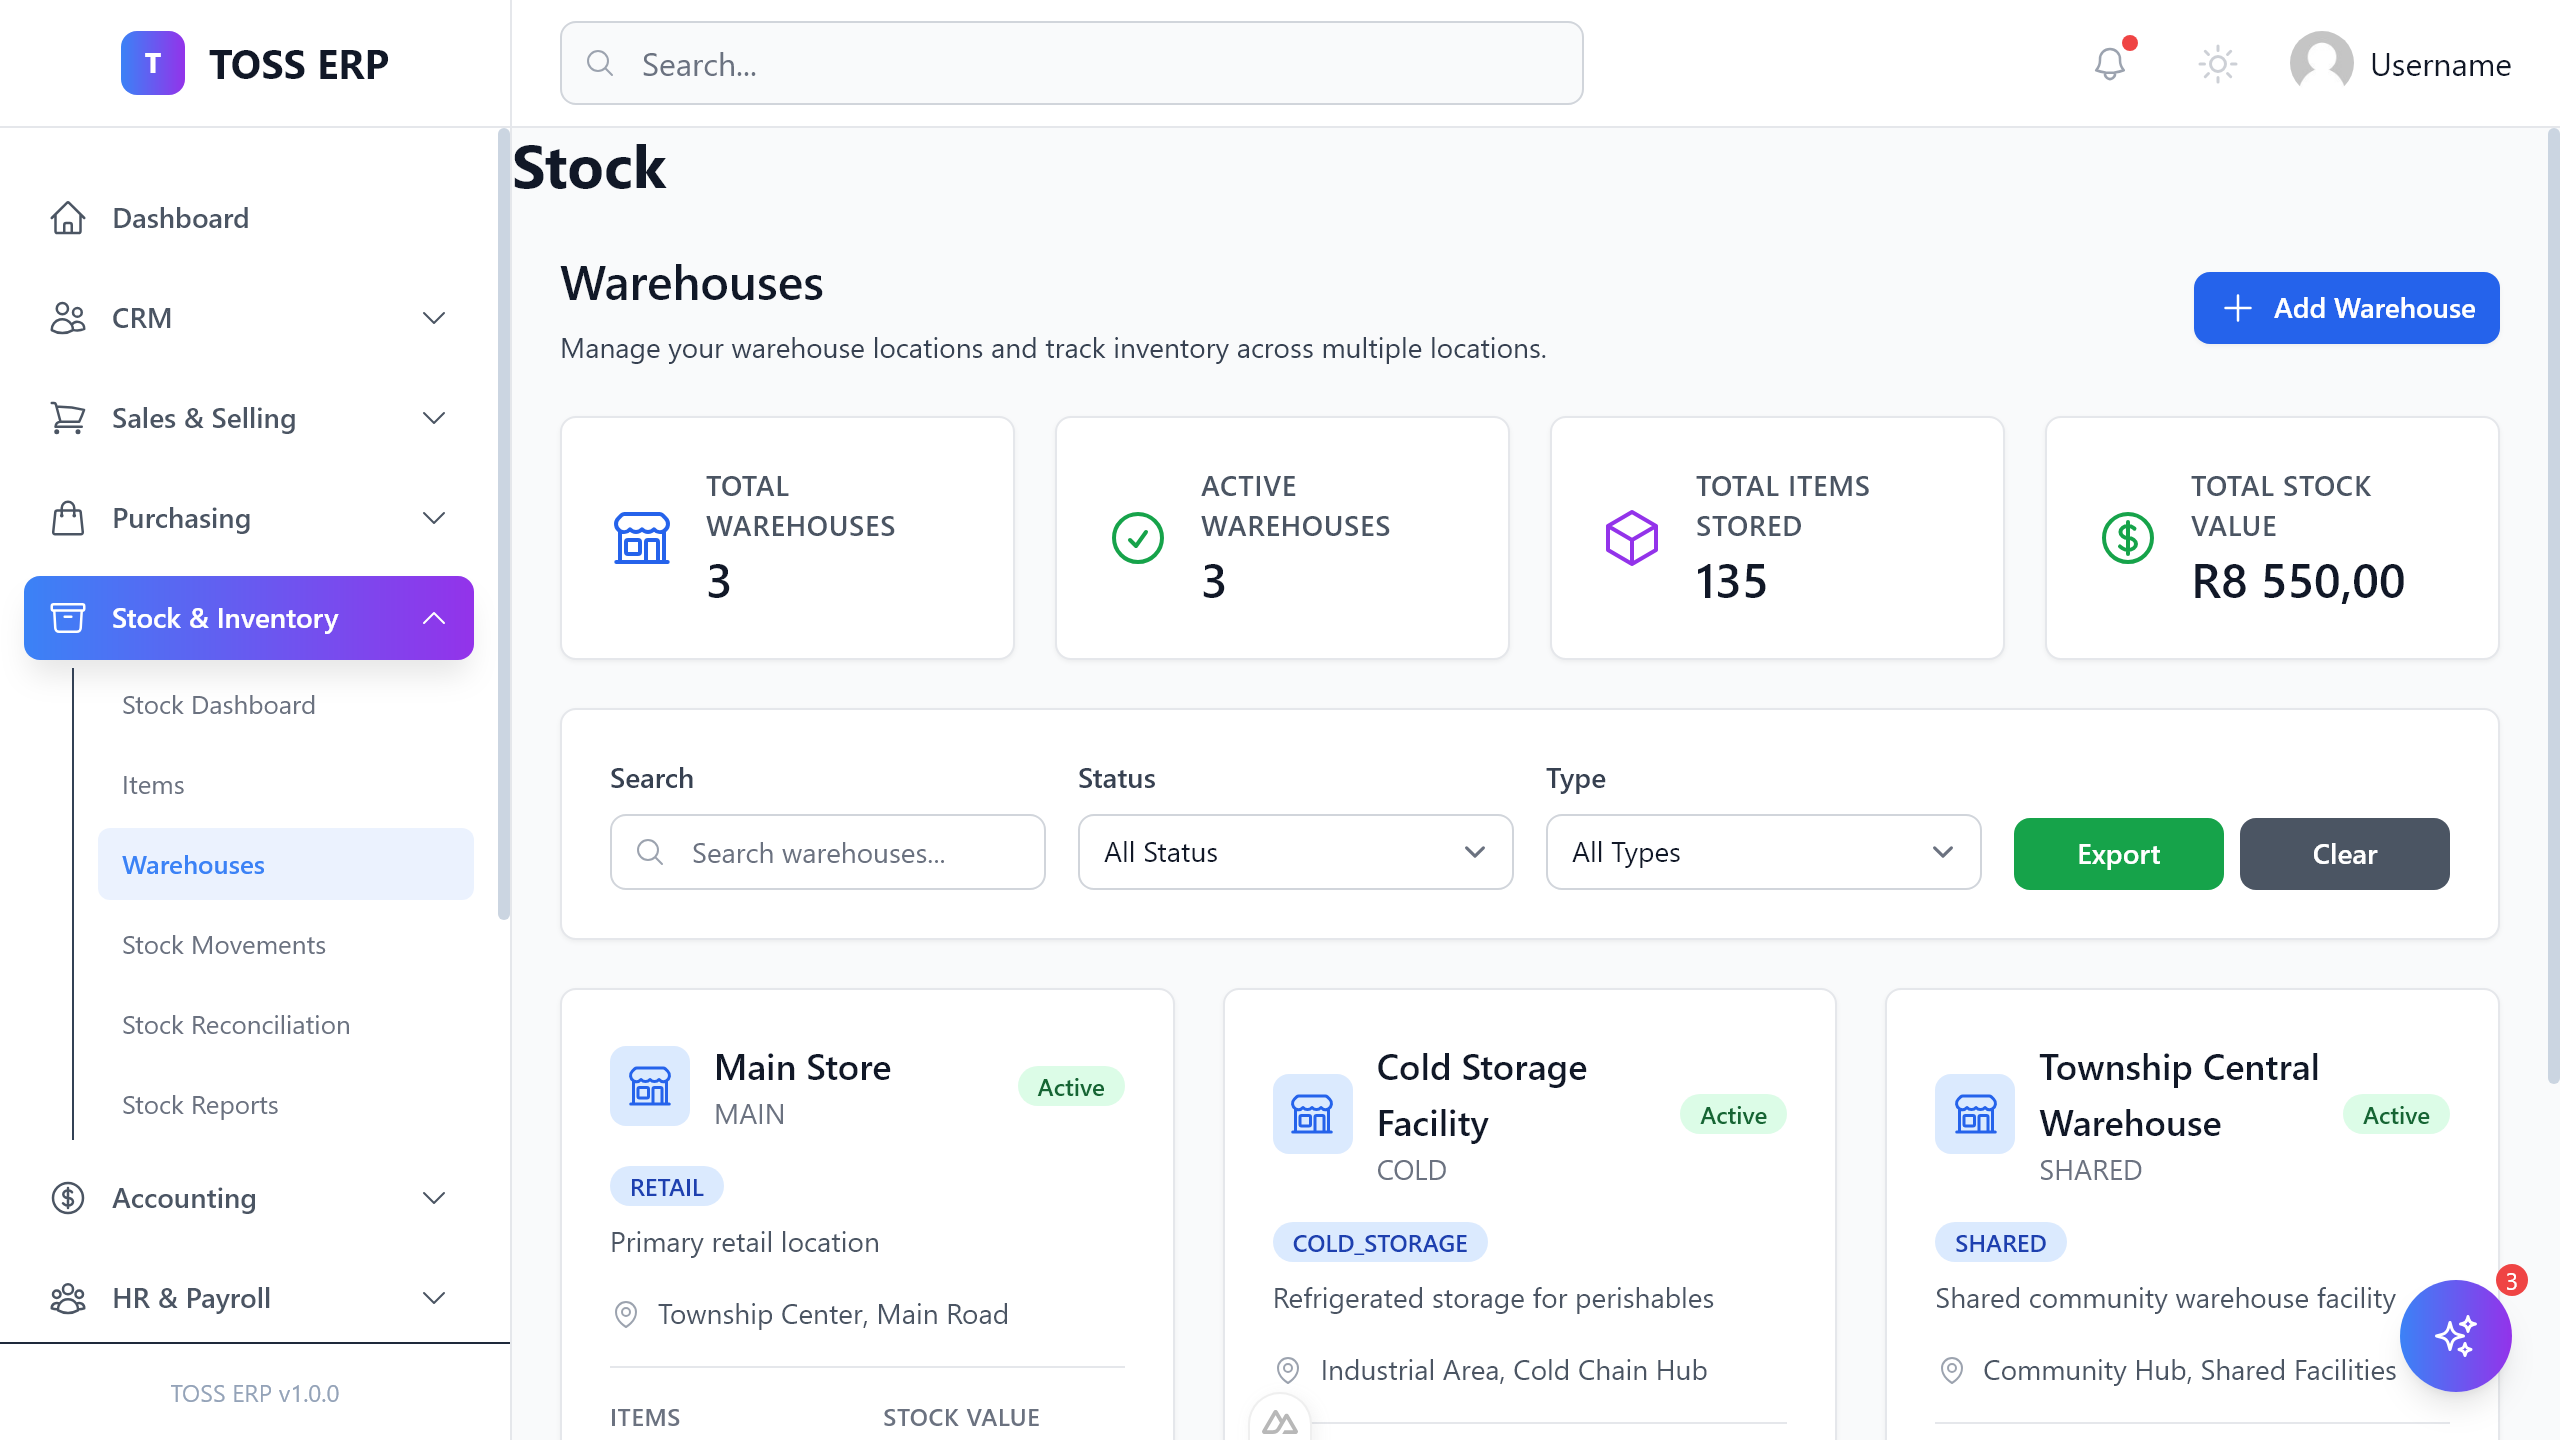 T TOSS ERP
Search...
Username
Dashboard
CRM
Sales & Selling
Purchasing
Stock & Inventory
Stock Dashboard
Items
Warehouses
Stock Movements
Stock Reconciliation
Stock Reports
Accounting
HR & Payroll
TOSS ERP v1.0.0
Stock
Warehouses
Manage your warehouse locations and track inventory across multiple locations.
Add Warehouse
TOTAL
WAREHOUSES
3
ACTIVE
WAREHOUSES
3
TOTAL ITEMS
STORED
135
TOTAL STOCK
VALUE
R8 550,00
Search
Search warehouses...
Status
All Status
Type
All Types
Export
Clear
Main Store
MAIN
Active
RETAIL
Primary retail location
Township Center, Main Road
ITEMS
STOCK VALUE
Cold Storage
Facility
COLD
Active
COLD_STORAGE
Refrigerated storage for perishables
Industrial Area, Cold Chain Hub
Township Central
Warehouse
SHARED
Active
SHARED
Shared community warehouse facility
Community Hub, Shared Facilities
3